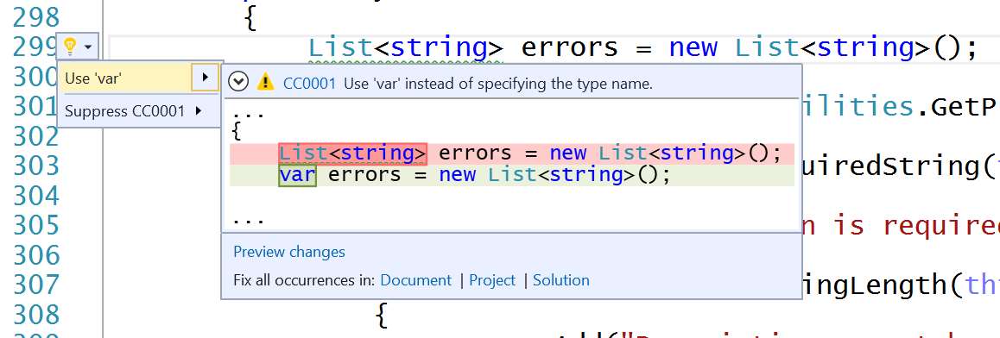 298 {
299 List<string> errors = new List<string>();
300
Use 'var'
Suppress CC0001
CC0001 Use 'var' instead of specifying the type name.
...
{
List<string> errors = new List<string>();
var errors = new List<string>();
...
Preview changes
Fix all occurrences in: Document | Project | Solution
301 ilities.GetP
302
303 uiredString(
304
305 n is require
306
307 ingLength(thi
308 {